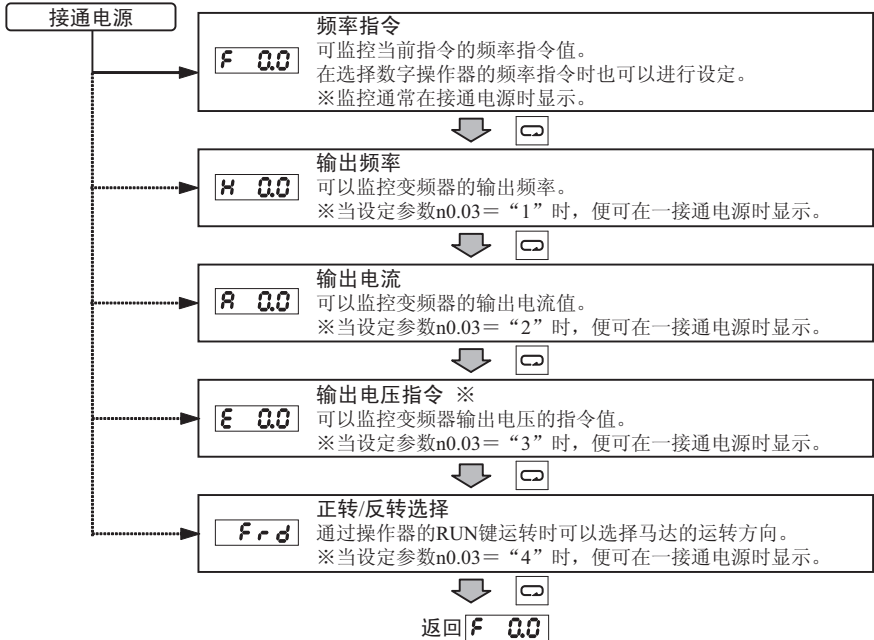 接通电源
频率指令
F 0.0
可监控当前指令的频率指令值。
在选择数字操作器的频率指令时也可以进行设定。
※监控通常在接通电源时显示。
输出频率
H 0.0
可以监控变频器的输出频率。
※当设定参数n0.03＝“1”时，便可在一接通电源时显示。
输出电流
A 0.0
可以监控变频器的输出电流值。
※当设定参数n0.03＝“2”时，便可在一接通电源时显示。
输出电压指令 ※
E 0.0
可以监控变频器输出电压的指令值。
※当设定参数n0.03＝“3”时，便可在一接通电源时显示。
正转/反转选择
Frd
通过操作器的RUN键运转时可以选择马达的运转方向。
※当设定参数n0.03＝“4”时，便可在一接通电源时显示。
返回 F 0.0